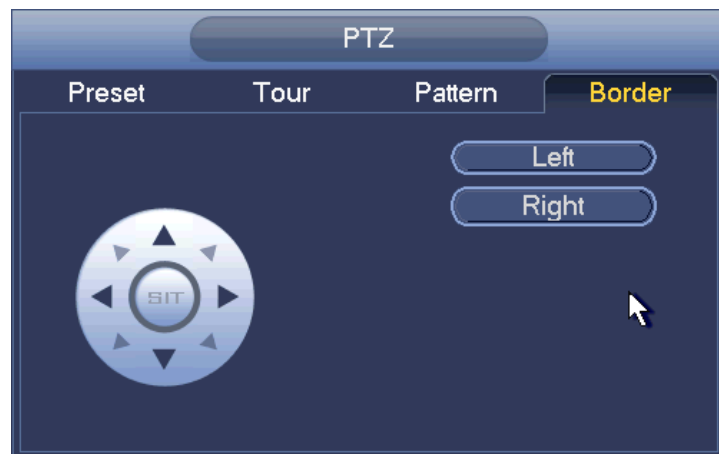 PTZ
Preset Tour Pattern Border
Left
Right
SIT